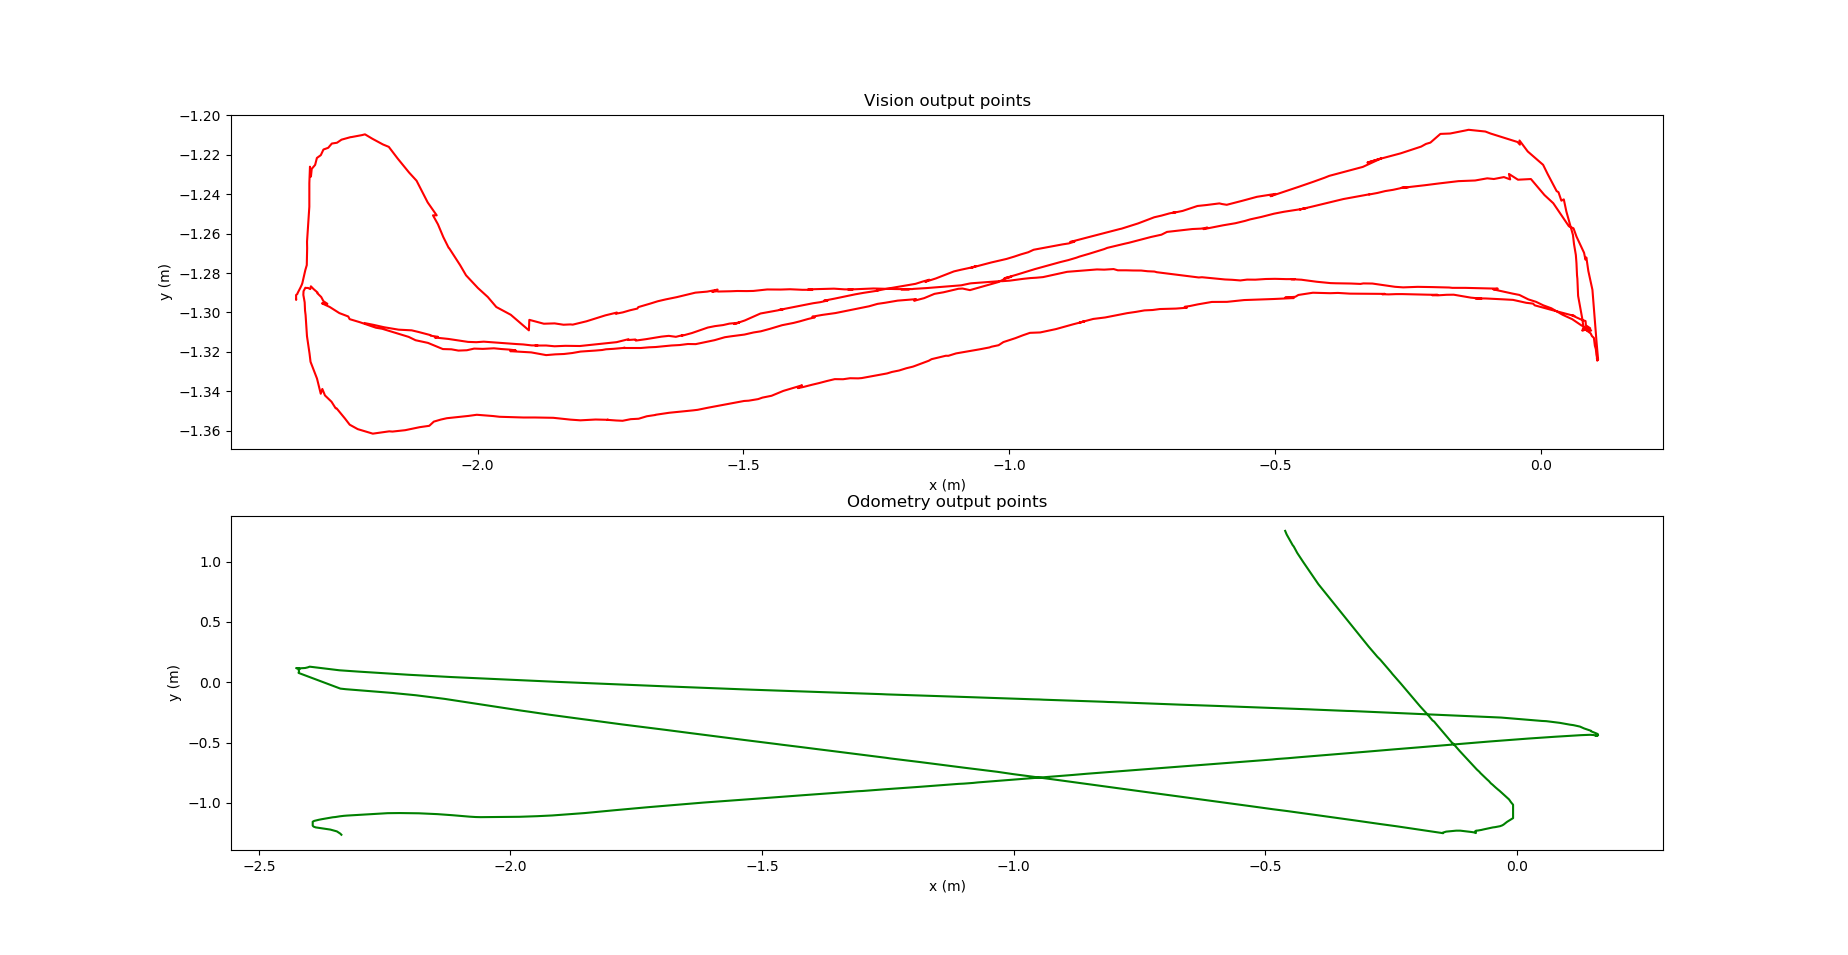 Vision output points
−1.20
−1.22
−1.24
−1.26
−1.28
−1.30
−1.32
−1.34
−1.36
y (m)
−2.0 −1.5 −1.0 −0.5 0.0
x (m)
Odometry output points
1.0
0.5
0.0
−0.5
−1.0
y (m)
−2.5 −2.0 −1.5 −1.0 −0.5 0.0
x (m)